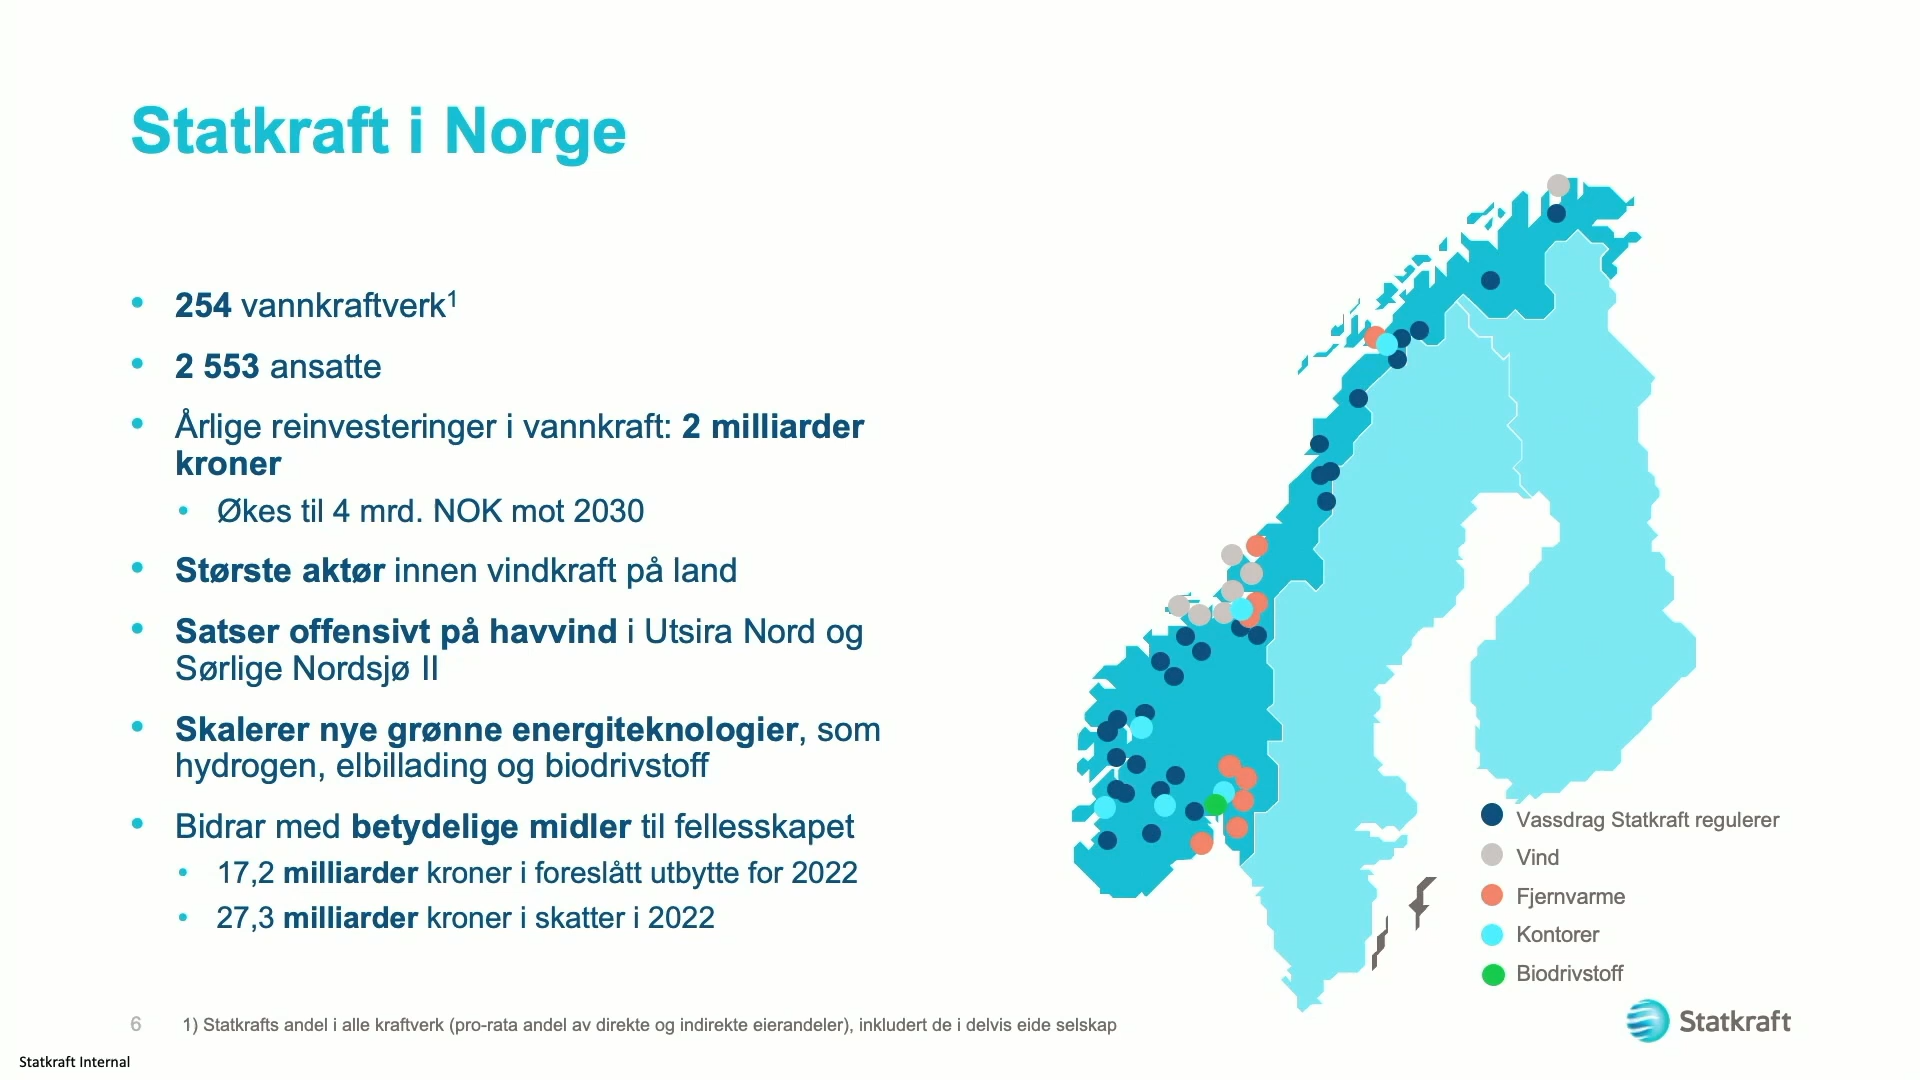 Statkraft i Norge
• 254 vannkraftverk¹
• 2 553 ansatte
• Årlige reinvesteringer i vannkraft: 2 milliarder
kroner
• Økes til 4 mrd. NOK mot 2030
• Største aktør innen vindkraft på land
• Satser offensivt på havvind i Utsira Nord og
Sørlige Nordsjø II
• Skalerer nye grønne energiteknologier, som
hydrogen, elbillading og biodrivstoff
• Bidrar med betydelige midler til fellesskapet
• 17,2 milliarder kroner i foreslått utbytte for 2022
• 27,3 milliarder kroner i skatter i 2022
Vassdrag Statkraft regulerer
Vind
Fjernvarme
Kontorer
Biodrivstoff
6
1) Statkrafts andel i alle kraftverk (pro-rata andel av direkte og indirekte eierandeler), inkludert de i delvis eide selskap
Statkraft
Statkraft Internal